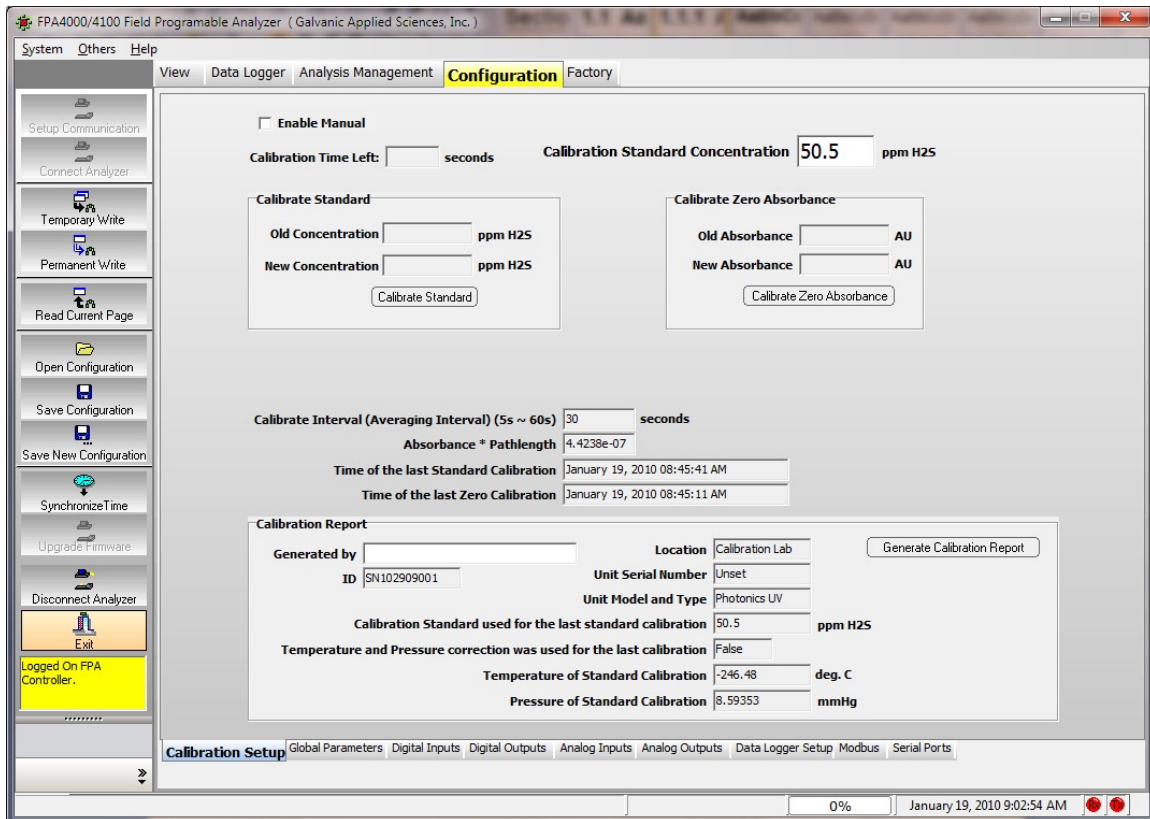 FPA4000/4100 Field Programable Analyzer ( Galvanic Applied Sciences, Inc. )
System Others Help
View Data Logger Analysis Management Configuration Factory
Setup Communication
Connect Analyzer
Temporary Write
Permanent Write
Read Current Page
Open Configuration
Save Configuration
Save New Configuration
SynchronizeTime
Upgrade Firmware
Disconnect Analyzer
Exit
Logged On FPA
Controller.
Enable Manual
Calibration Time Left: seconds
Calibration Standard Concentration 50.5 ppm H2S
Calibrate Standard
Old Concentration ppm H2S
New Concentration ppm H2S
Calibrate Standard
Calibrate Zero Absorbance
Old Absorbance AU
New Absorbance AU
Calibrate Zero Absorbance
Calibrate Interval (Averaging Interval) (5s ~ 60s) 30 seconds
Absorbance * Pathlength 4.4238e-07
Time of the last Standard Calibration January 19, 2010 08:45:41 AM
Time of the last Zero Calibration January 19, 2010 08:45:11 AM
Calibration Report
Generated by
ID SN102909001
Location Calibration Lab
Generate Calibration Report
Unit Serial Number Unset
Unit Model and Type Photonics UV
Calibration Standard used for the last standard calibration 50.5 ppm H2S
Temperature and Pressure correction was used for the last calibration False
Temperature of Standard Calibration -246.48 deg. C
Pressure of Standard Calibration 8.59353 mmHg
Calibration Setup Global Parameters Digital Inputs Digital Outputs Analog Inputs Analog Outputs Data Logger Setup Modbus Serial Ports
0% January 19, 2010 9:02:54 AM Rx Tx